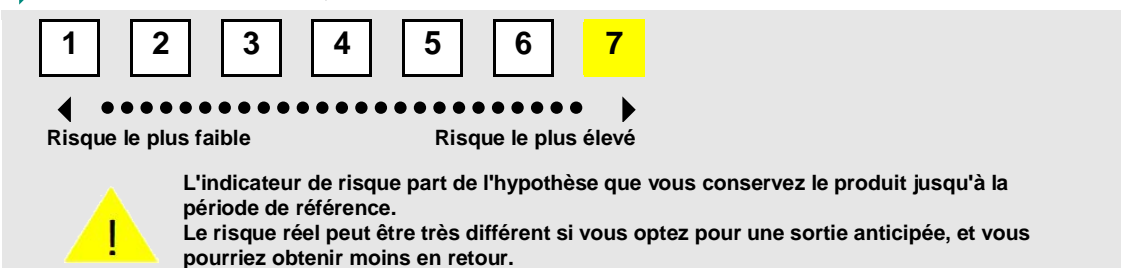 1 2 3 4 5 6 7
Risque le plus faible Risque le plus élevé
L'indicateur de risque part de l'hypothèse que vous conservez le produit jusqu'à la
période de référence.
! Le risque réel peut être très différent si vous optez pour une sortie anticipée, et vous
pourriez obtenir moins en retour.